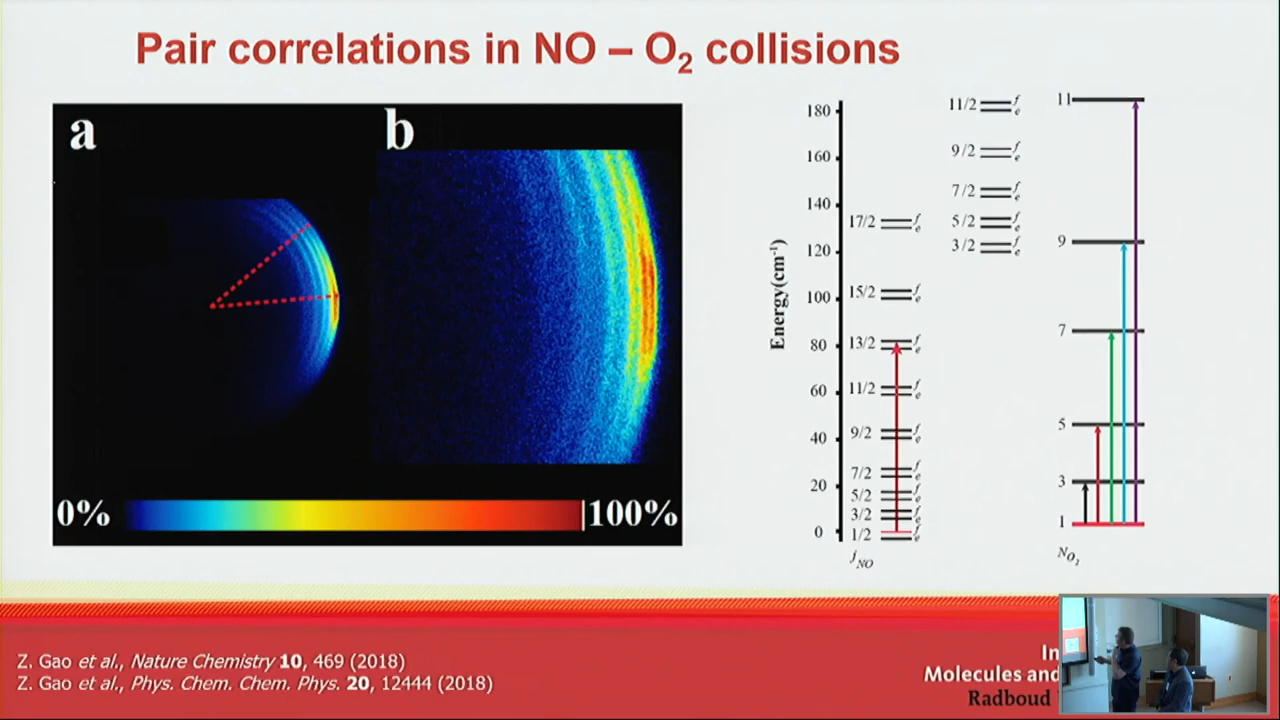 Pair correlations in NO – O₂ collisions
a
b
0%
100%
Energy(cm⁻¹)
180
160
140
120
100
80
60
40
20
0
17/2 f e
15/2 f e
13/2 f e
11/2 f e
9/2 f e
7/2 f e
5/2 f e
3/2 f e
1/2 f e
j NO
11/2 f e
9/2 f e
7/2 f e
5/2 f e
3/2 f e
11
9
7
5
3
1
N O₂
Z. Gao et al., Nature Chemistry 10, 469 (2018)
Z. Gao et al., Phys. Chem. Chem. Phys. 20, 12444 (2018)
In
Molecules and
Radboud